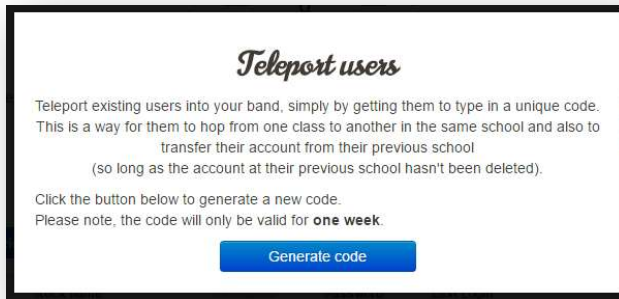 Teleport users
Teleport existing users into your band, simply by getting them to type in a unique code.
This is a way for them to hop from one class to another in the same school and also to
transfer their account from their previous school
(so long as the account at their previous school hasn't been deleted).
Click the button below to generate a new code.
Please note, the code will only be valid for one week.
Generate code